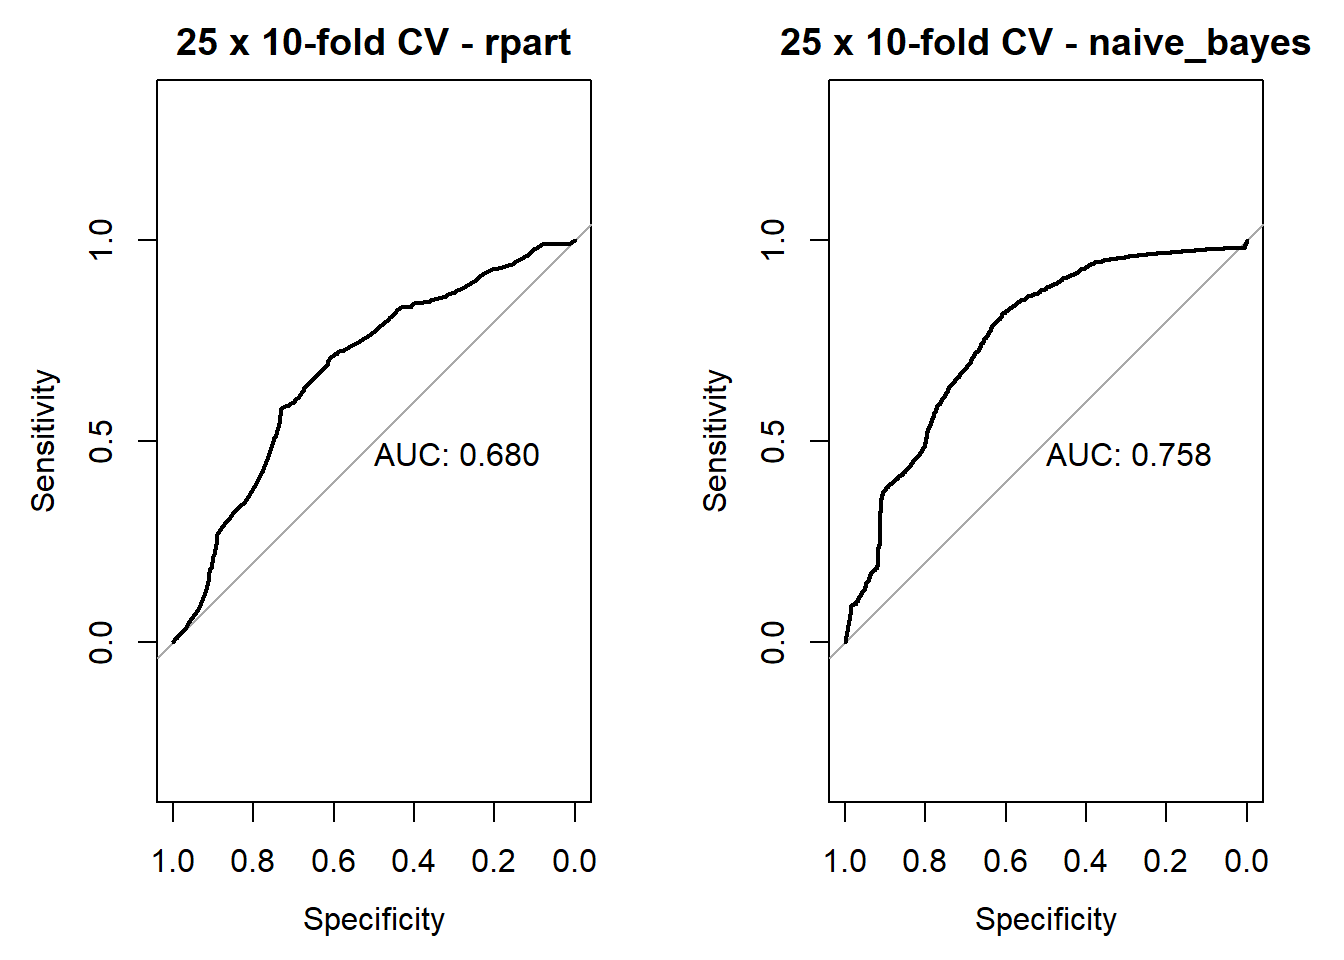 25 x 10-fold CV - rpart
1.0
0.5
0.0
Sensitivity
AUC: 0.680
1.0 0.8 0.6 0.4 0.2 0.0
Specificity
25 x 10-fold CV - naive_bayes
1.0
0.5
0.0
Sensitivity
AUC: 0.758
1.0 0.8 0.6 0.4 0.2 0.0
Specificity